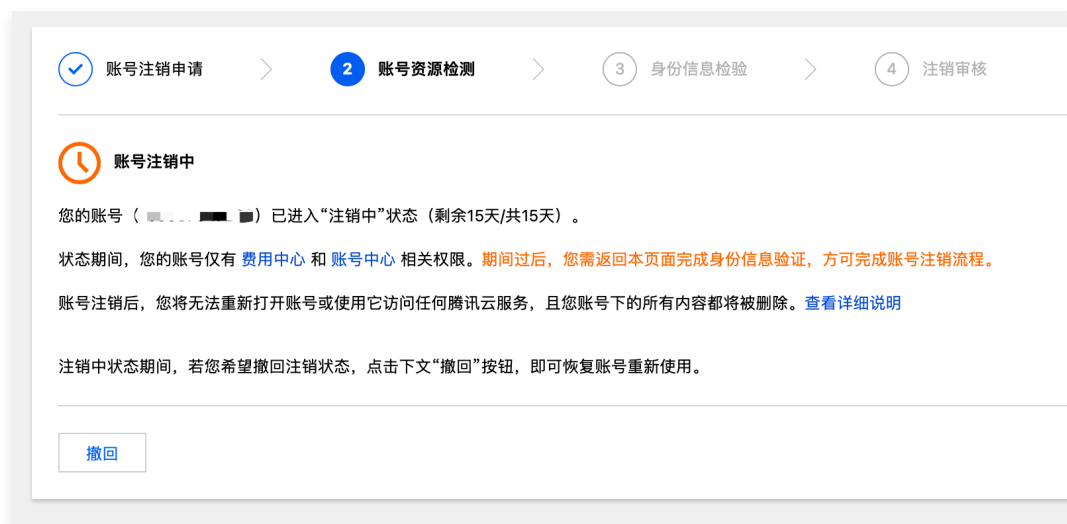 账号注销申请
2 账号资源检测
3 身份信息检验
4 注销审核
账号注销中
您的账号（ ）已进入“注销中”状态（剩余15天/共15天）。
状态期间，您的账号仅有 费用中心 和 账号中心 相关权限。期间过后，您需返回本页面完成身份信息验证，方可完成账号注销流程。
账号注销后，您将无法重新打开账号或使用它访问任何腾讯云服务，且您账号下的所有内容都将被删除。查看详细说明
注销中状态期间，若您希望撤回注销状态，点击下文“撤回”按钮，即可恢复账号重新使用。
撤回